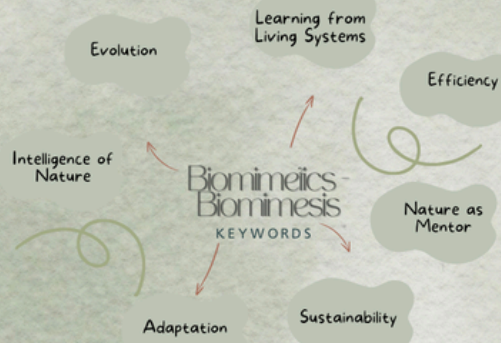 Learning from
Living Systems
Evolution
Efficiency
Intelligence of
Nature
Biomimetics -
Biomimesis
KEYWORDS
Nature as
Mentor
Sustainability
Adaptation